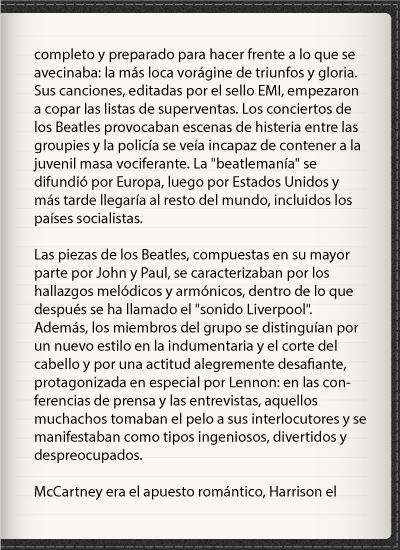 completo y preparado para hacer frente a lo que se
avecinaba: la más loca vorágine de triunfos y gloria.
Sus canciones, editadas por el sello EMI, empezaron
a copar las listas de superventas. Los conciertos de
los Beatles provocaban escenas de histeria entre las
groupies y la policía se veía incapaz de contener a la
juvenil masa vociferante. La "beatlemanía" se
difundió por Europa, luego por Estados Unidos y
más tarde llegaría al resto del mundo, incluidos los
países socialistas.
Las piezas de los Beatles, compuestas en su mayor
parte por John y Paul, se caracterizaban por los
hallazgos melódicos y armónicos, dentro de lo que
después se ha llamado el "sonido Liverpool".
Además, los miembros del grupo se distinguían por
un nuevo estilo en la indumentaria y el corte del
cabello y por una actitud alegremente desafiante,
protagonizada en especial por Lennon: en las con-
ferencias de prensa y las entrevistas, aquellos
muchachos tomaban el pelo a sus interlocutores y se
manifestaban como tipos ingeniosos, divertidos y
despreocupados.
McCartney era el apuesto romántico, Harrison el